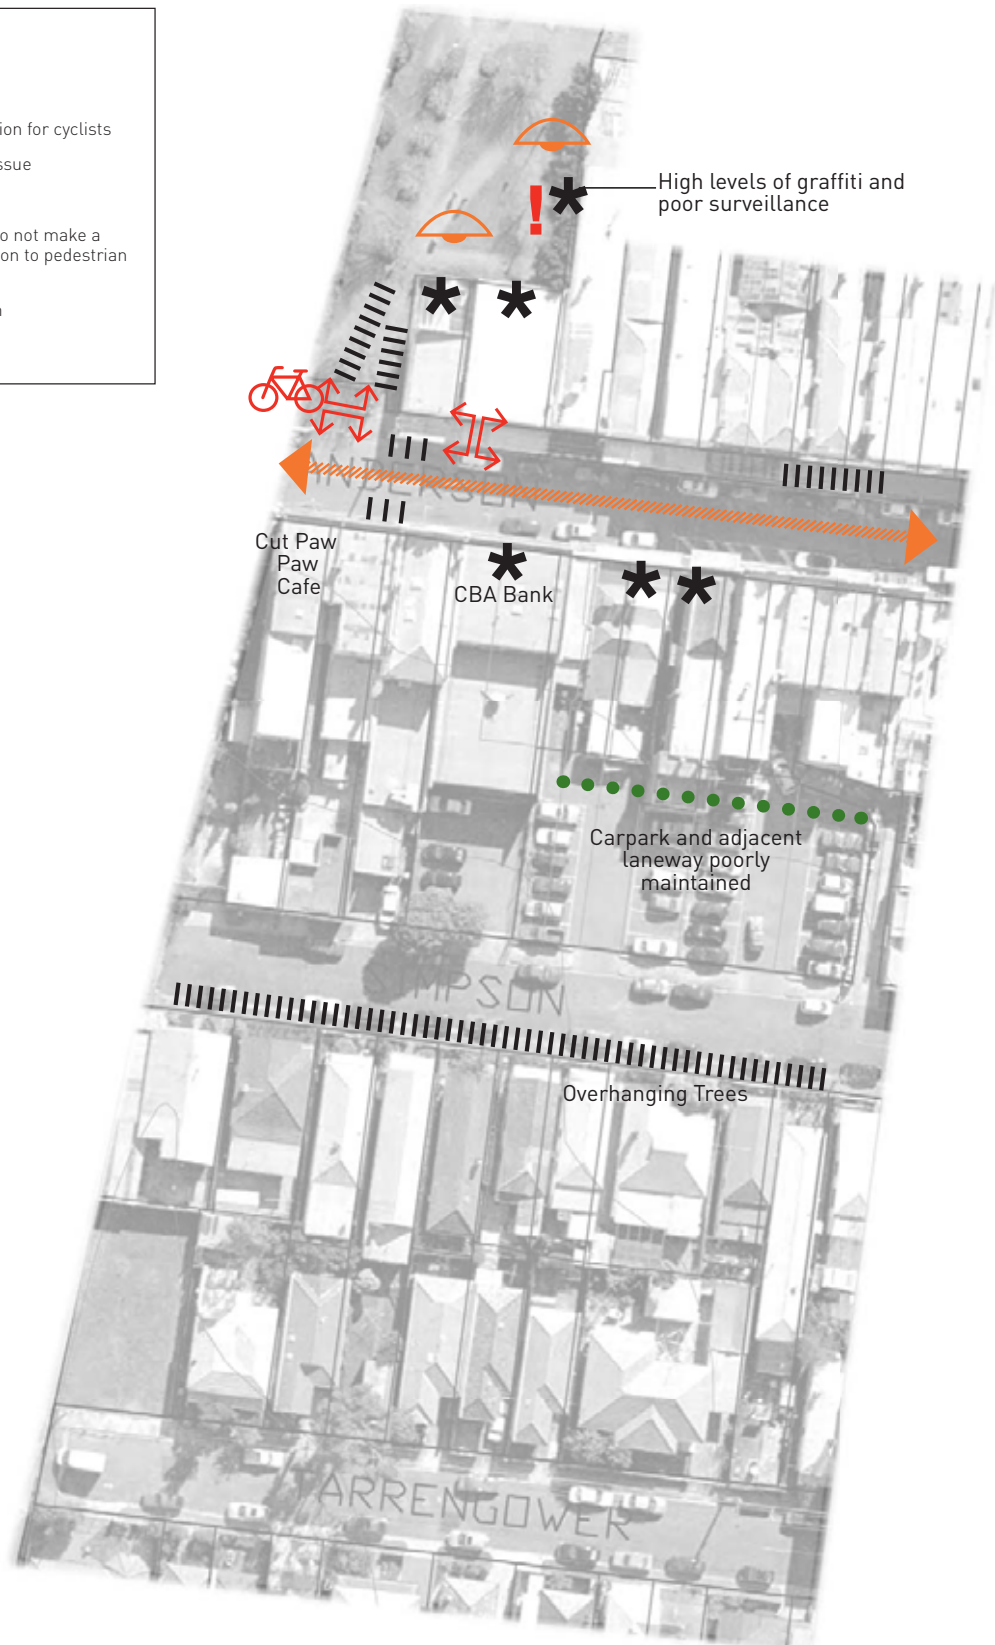 ion for cyclists
ssue
o not make a
on to pedestrian
n
High levels of graffiti and
poor surveillance
!
ANDERSON
Cut Paw
Paw
Cafe
CBA Bank
Carpark and adjacent
laneway poorly
maintained
MPSON
Overhanging Trees
ARRENGOWER